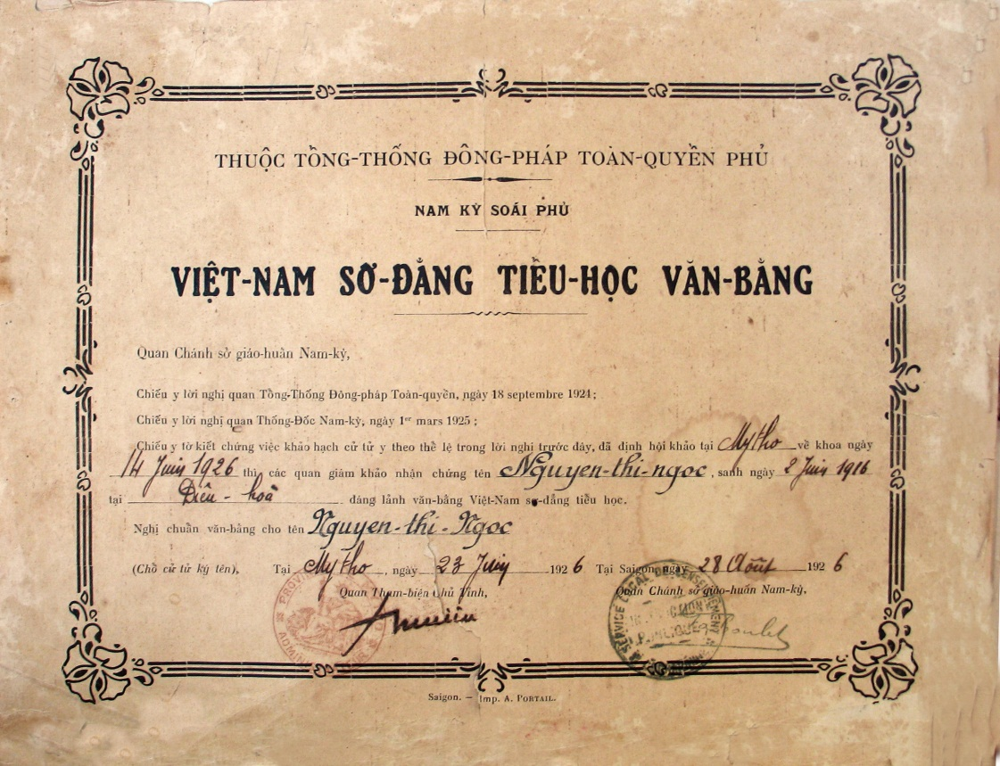 THUỘC TỔNG-THỐNG ĐÔNG-PHÁP TOÀN-QUYỀN PHỦ
NAM KỲ SOÁI PHỦ
VIỆT-NAM SƠ-ĐẲNG TIỂU-HỌC VĂN-BẰNG
Quan Chánh sở giáo-huấn Nam-kỳ,
Chiếu y lời nghị quan Tổng-Thống Đông-pháp Toàn-quyền, ngày 18 septembre 1924;
Chiếu y lời nghị quan Thống-Đốc Nam-kỳ, ngày 1er mars 1925;
Chiếu y tờ kiết chứng việc khảo hạch cử tử y theo thể lệ trong lời nghị trước đây, đã định hội khảo tại Mytho về khoa ngày
14 Juin 1926 thì các quan giám khảo nhận chứng tên Nguyen-thi-ngoc, sanh ngày 2 Juin 1916
tại Điêu-hoà đáng lảnh văn-bằng Việt-Nam sơ-đẳng tiều học.
Nghị chuẩn văn-bằng cho tên Nguyen-thi-Ngoc
(Chỗ cử tử ký tên). Tại Mytho, ngày 23 Juin 1926 Tại Saigon, ngày 28 Août 1926
Quan Tham-biện Chủ Tỉnh, Quan Chánh sở giáo-huấn Nam-kỳ,
SERVICE LOCAL DE L'ENSEIGNEMENT
Saigon. — Imp. A. PORTAIL.